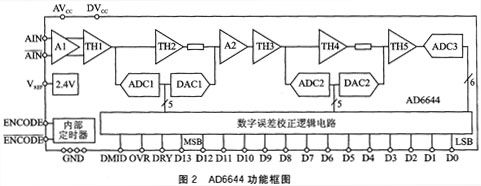 AVCC DVCC
AIN A1 TH1 TH2 A2 TH3 TH4 TH5 ADC3
AIN
ADC1 DAC1 ADC2 DAC2
VREF 2.4V
5 5 AD6644 6
ENCODE 内部 数字误差校正逻辑电路
ENCODE 定时器
MSB LSB
GND DMID OVR DRY D13 D12 D11 D10 D9 D8 D7 D6 D5 D4 D3 D2 D1 D0
图 2 AD6644 功能框图